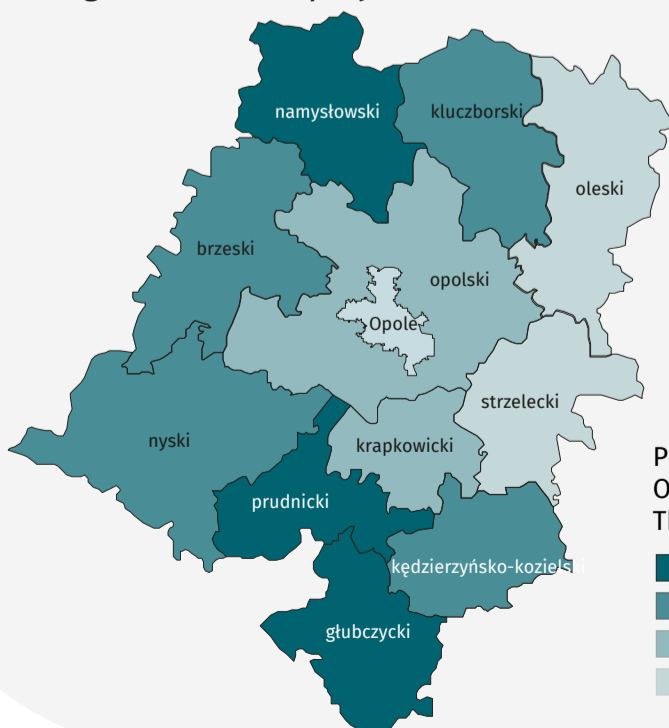 namysłowski
kluczborski
oleski
brzeski
opolski
Opole
strzelecki
nyski
krapkowicki
prudnicki
kędzierzyńsko-kozielski
głubczycki